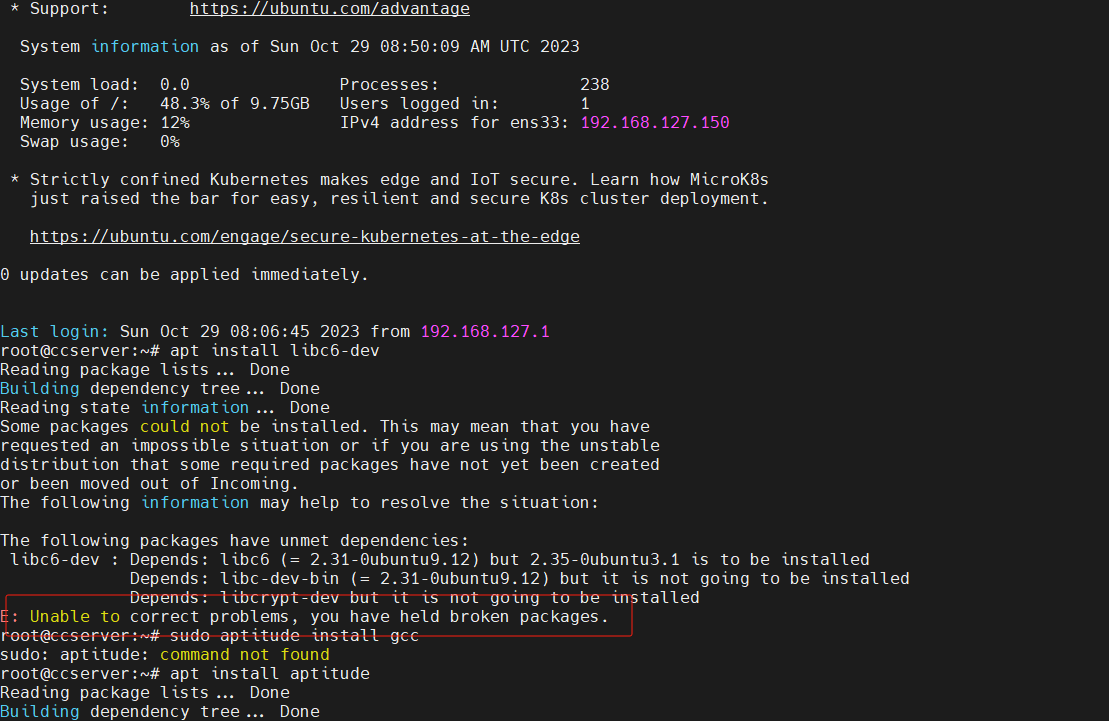 * Support:        https://ubuntu.com/advantage
System information as of Sun Oct 29 08:50:09 AM UTC 2023
System load:  0.0               Processes:              238
Usage of /:   48.3% of 9.75GB   Users logged in:        1
Memory usage: 12%               IPv4 address for ens33: 192.168.127.150
Swap usage:   0%
* Strictly confined Kubernetes makes edge and IoT secure. Learn how MicroK8s
just raised the bar for easy, resilient and secure K8s cluster deployment.
https://ubuntu.com/engage/secure-kubernetes-at-the-edge
0 updates can be applied immediately.
Last login: Sun Oct 29 08:06:45 2023 from 192.168.127.1
root@ccserver:~# apt install libc6-dev
Reading package lists... Done
Building dependency tree... Done
Reading state information... Done
Some packages could not be installed. This may mean that you have
requested an impossible situation or if you are using the unstable
distribution that some required packages have not yet been created
or been moved out of Incoming.
The following information may help to resolve the situation:
The following packages have unmet dependencies:
libc6-dev : Depends: libc6 (= 2.31-0ubuntu9.12) but 2.35-0ubuntu3.1 is to be installed
Depends: libc-dev-bin (= 2.31-0ubuntu9.12) but it is not going to be installed
Depends: libcrypt-dev but it is not going to be installed
E: Unable to correct problems, you have held broken packages.
root@ccserver:~# sudo aptitude install gcc
sudo: aptitude: command not found
root@ccserver:~# apt install aptitude
Reading package lists... Done
Building dependency tree... Done